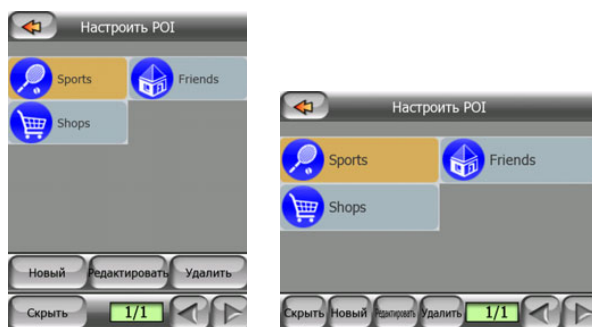 Настроить POI
Sports Friends
Shops
Новый Редактировать Удалить
Скрыть 1/1
Настроить POI
Sports Friends
Shops
Скрыть Новый Редактировать Удалить 1/1